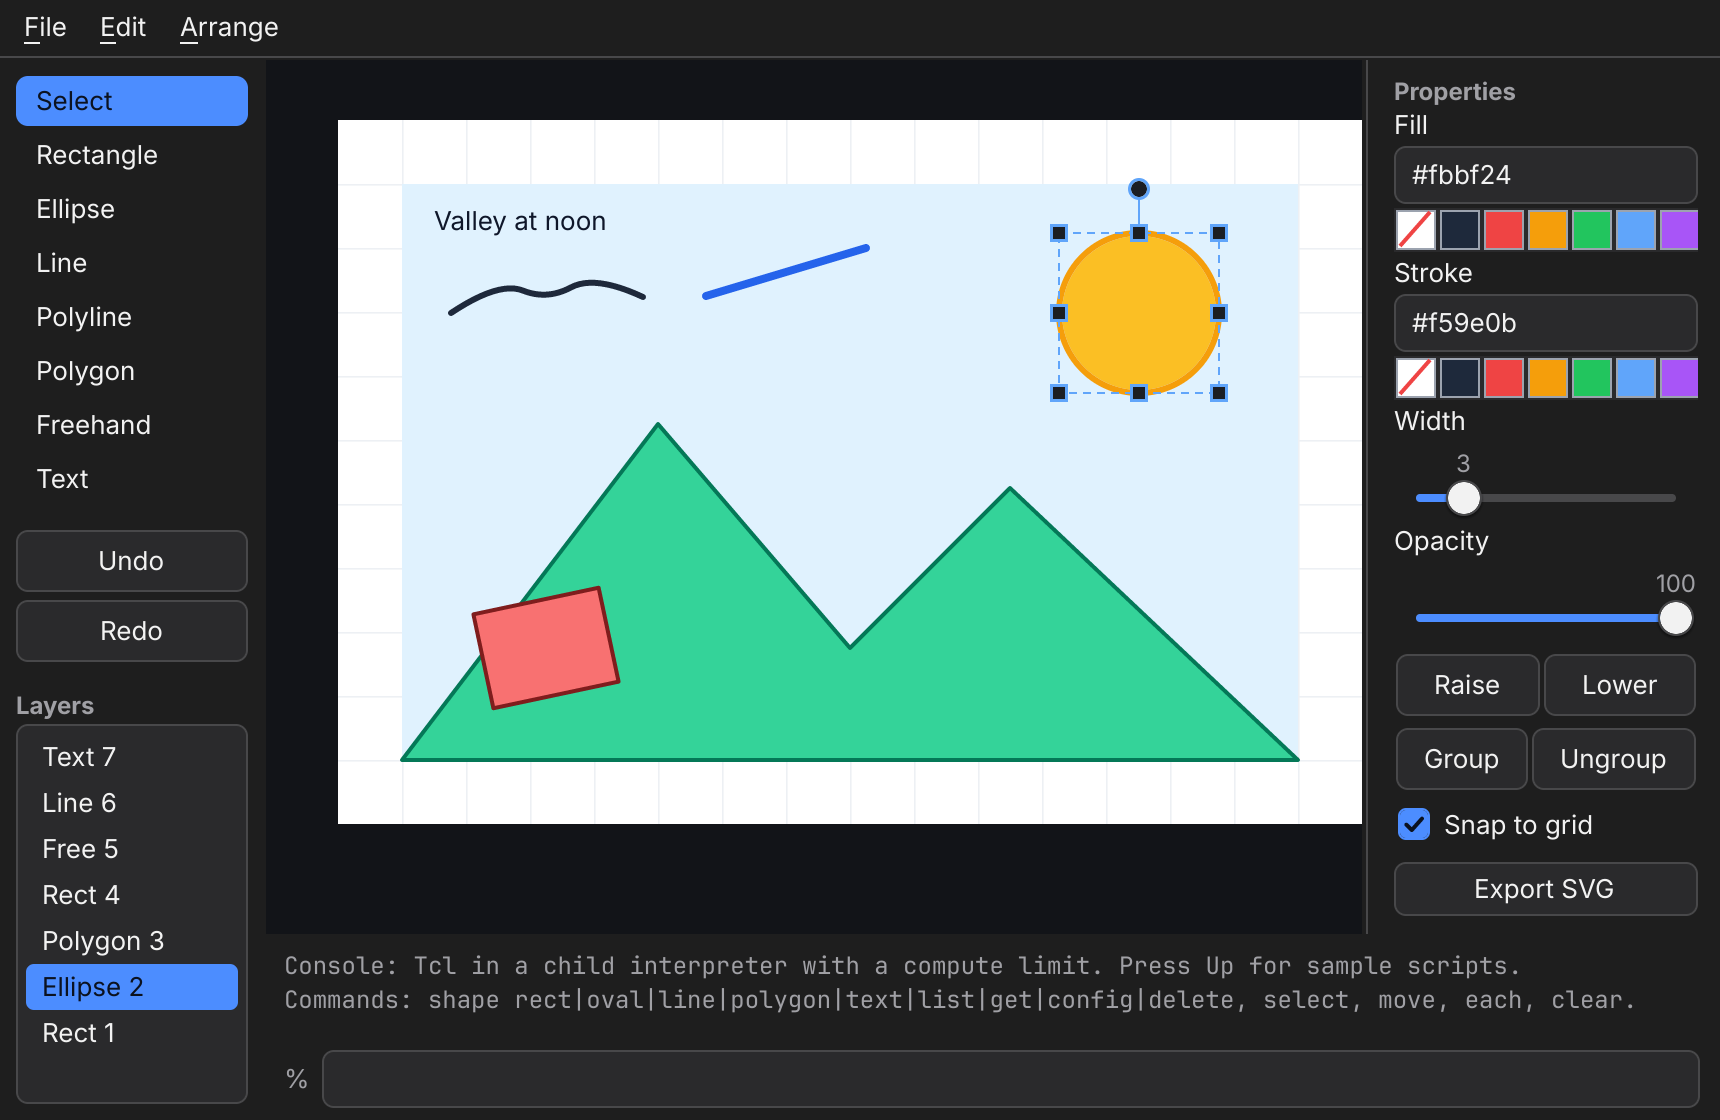 File Edit Arrange
Select
Rectangle
Ellipse
Line
Polyline
Polygon
Freehand
Text
Undo
Redo
Layers
Text 7
Line 6
Free 5
Rect 4
Polygon 3
Ellipse 2
Rect 1
Valley at noon
Properties
Fill
#fbbf24
Stroke
#f59e0b
Width
3
Opacity
100
Raise Lower
Group Ungroup
Snap to grid
Export SVG
Console: Tcl in a child interpreter with a compute limit. Press Up for sample scripts.
Commands: shape rect|oval|line|polygon|text|list|get|config|delete, select, move, each, clear.
%